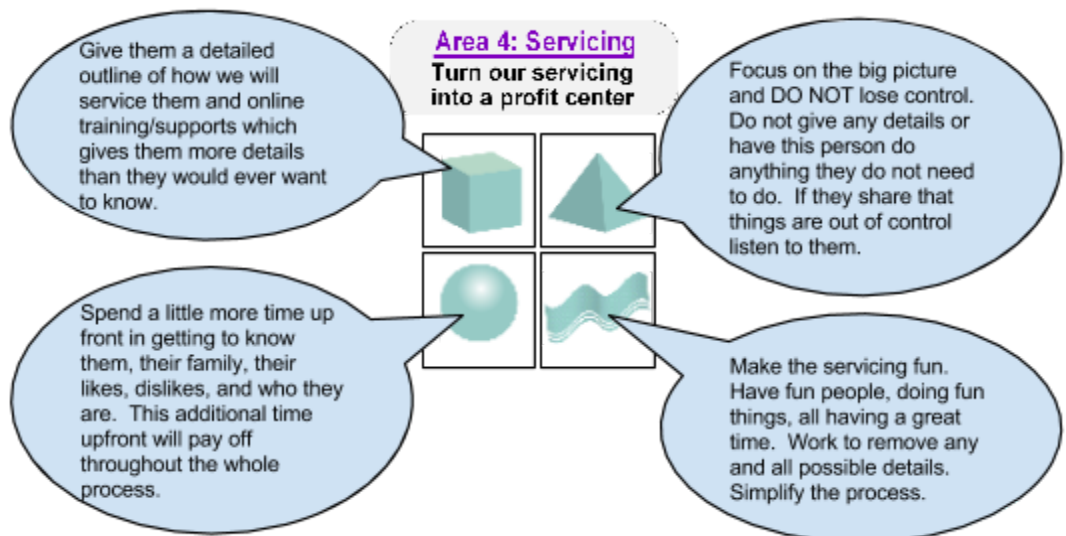 Area 4: Servicing
Turn our servicing
into a profit center
Give them a detailed
outline of how we will
service them and online
training/supports which
gives them more details
than they would ever want
to know.
Focus on the big picture
and DO NOT lose control.
Do not give any details or
have this person do
anything they do not need
to do.  If they share that
things are out of control
listen to them.
Spend a little more time up
front in getting to know
them, their family, their
likes, dislikes, and who they
are.  This additional time
upfront will pay off
throughout the whole
process.
Make the servicing fun.
Have fun people, doing fun
things, all having a great
time.  Work to remove any
and all possible details.
Simplify the process.